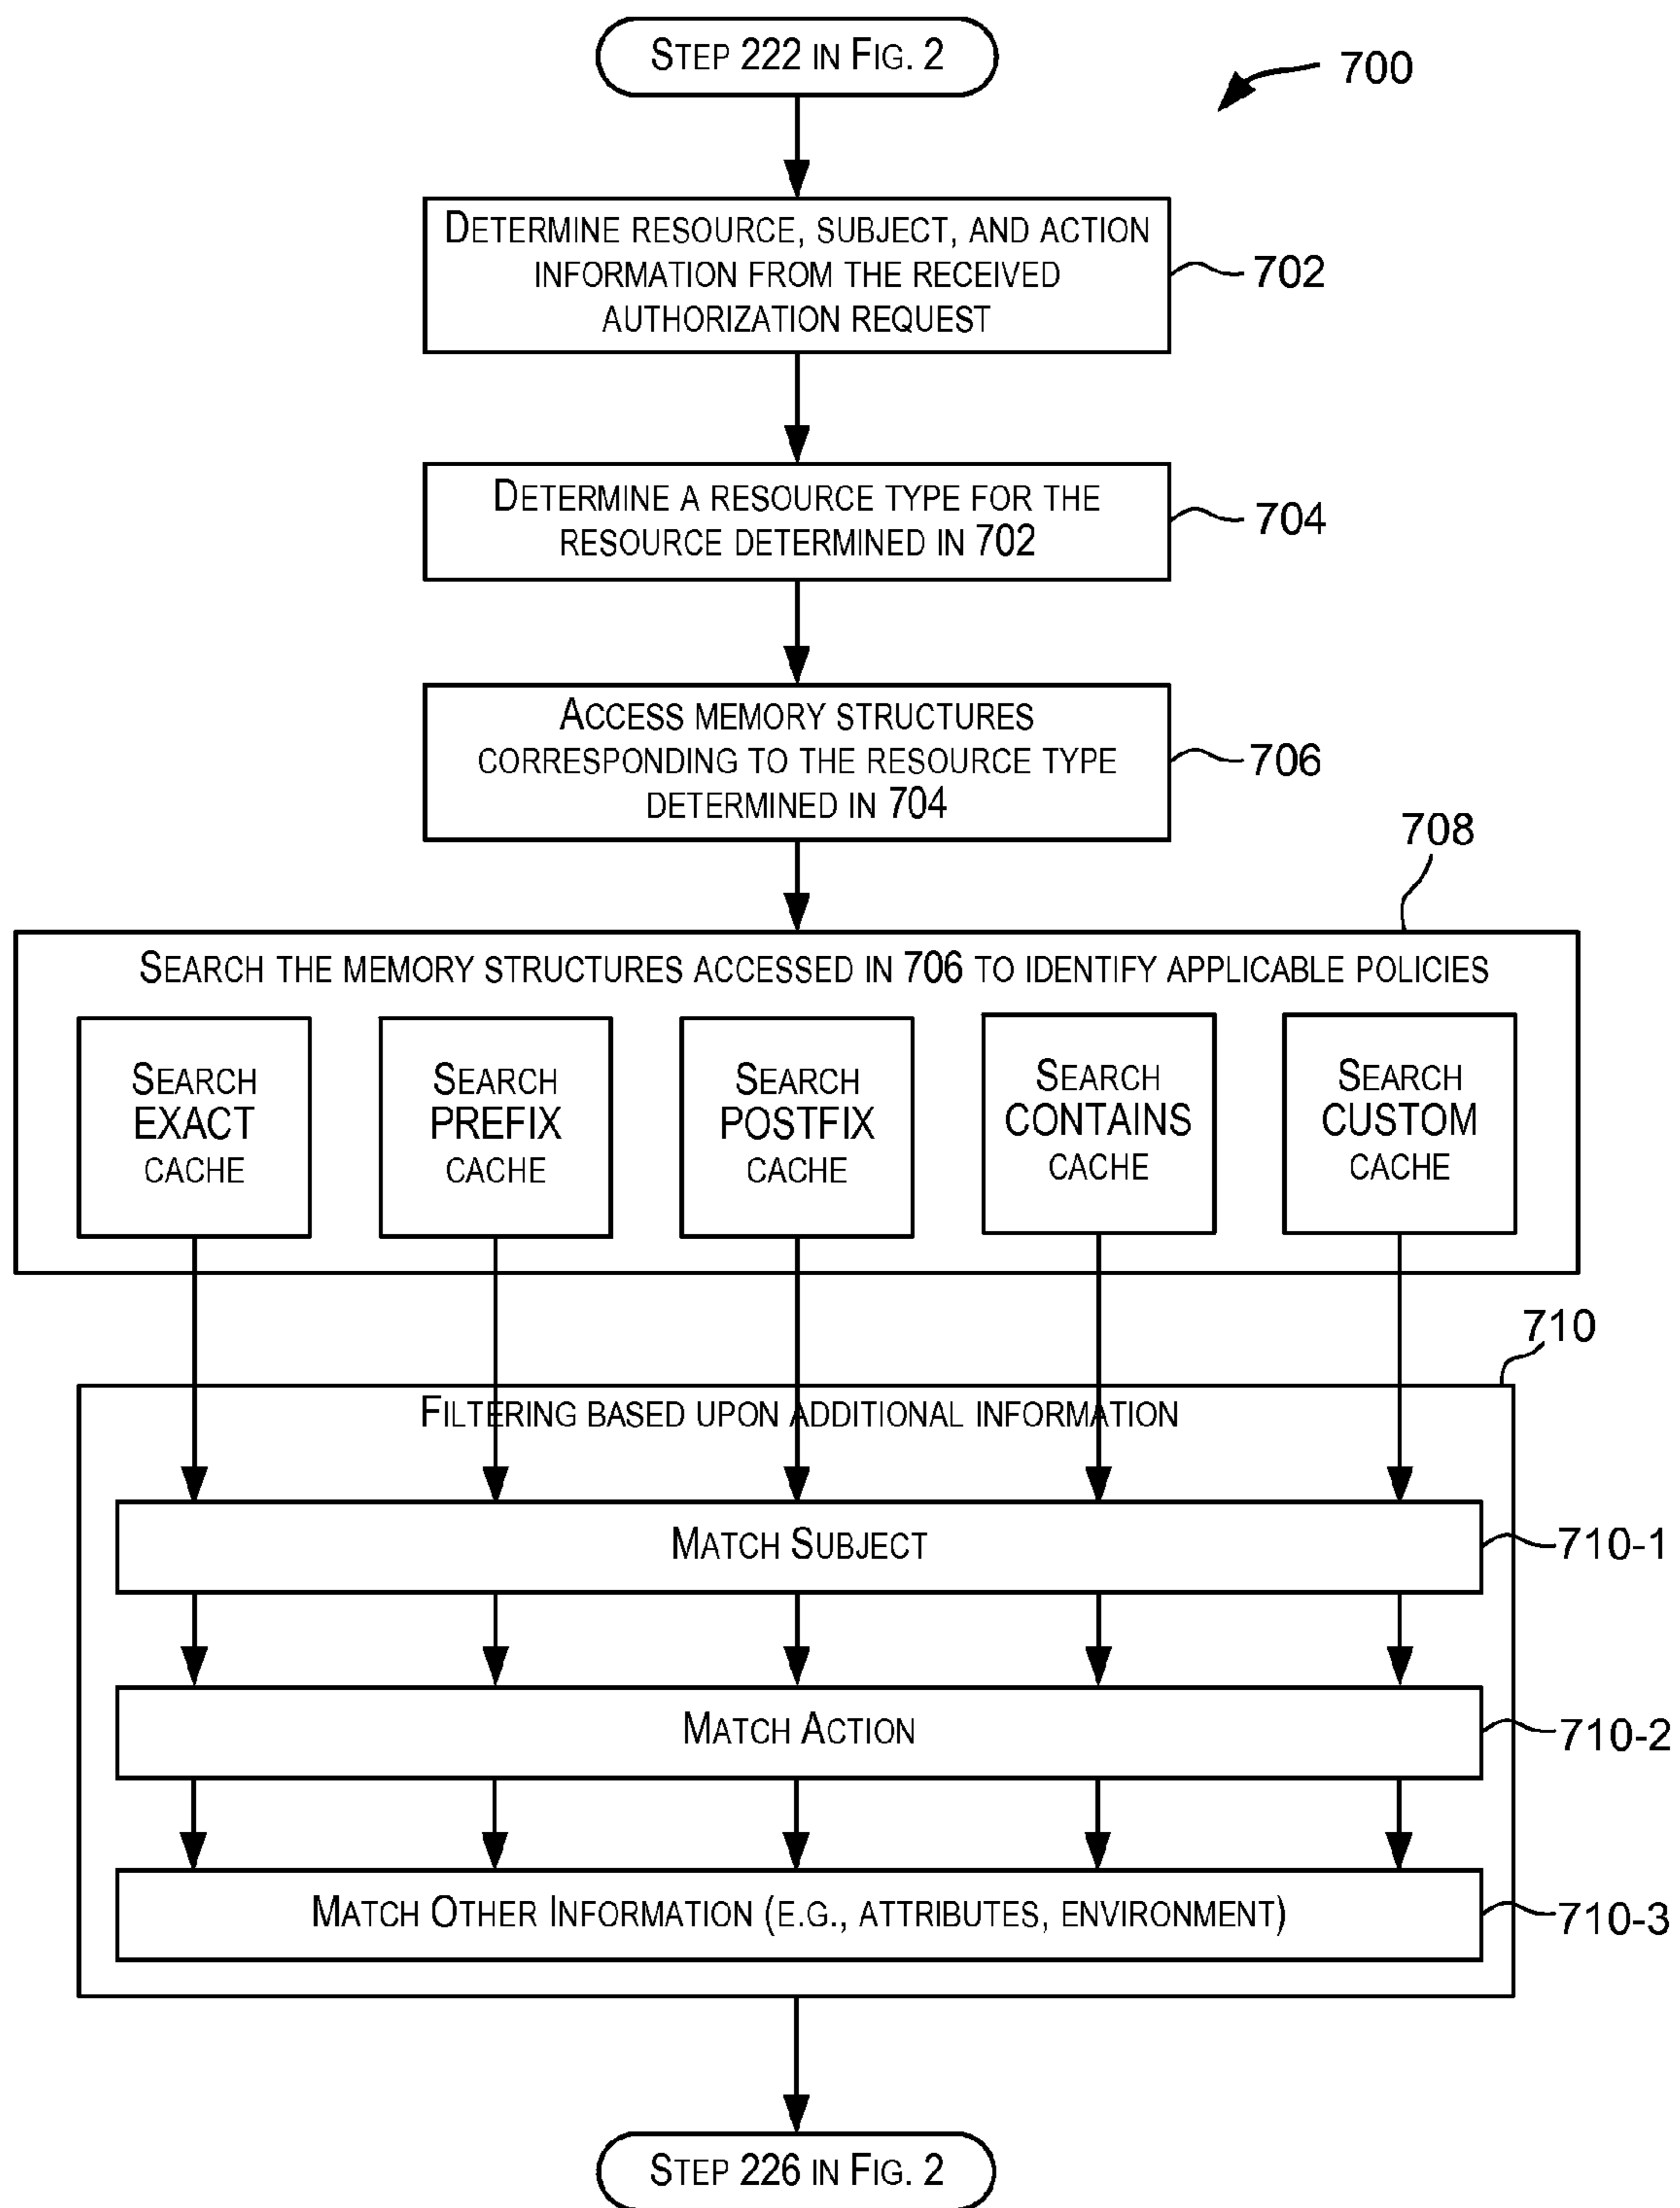 STEP 222 IN FIG. 2
700
DETERMINE RESOURCE, SUBJECT, AND ACTION
INFORMATION FROM THE RECEIVED
AUTHORIZATION REQUEST
702
DETERMINE A RESOURCE TYPE FOR THE
RESOURCE DETERMINED IN 702
704
ACCESS MEMORY STRUCTURES
CORRESPONDING TO THE RESOURCE TYPE
DETERMINED IN 704
706
708
SEARCH THE MEMORY STRUCTURES ACCESSED IN 706 TO IDENTIFY APPLICABLE POLICIES
SEARCH
EXACT
CACHE
SEARCH
PREFIX
CACHE
SEARCH
POSTFIX
CACHE
SEARCH
CONTAINS
CACHE
SEARCH
CUSTOM
CACHE
710
FILTERING BASED UPON ADDITIONAL INFORMATION
MATCH SUBJECT
710-1
MATCH ACTION
710-2
MATCH OTHER INFORMATION (E.G., ATTRIBUTES, ENVIRONMENT)
710-3
STEP 226 IN FIG. 2